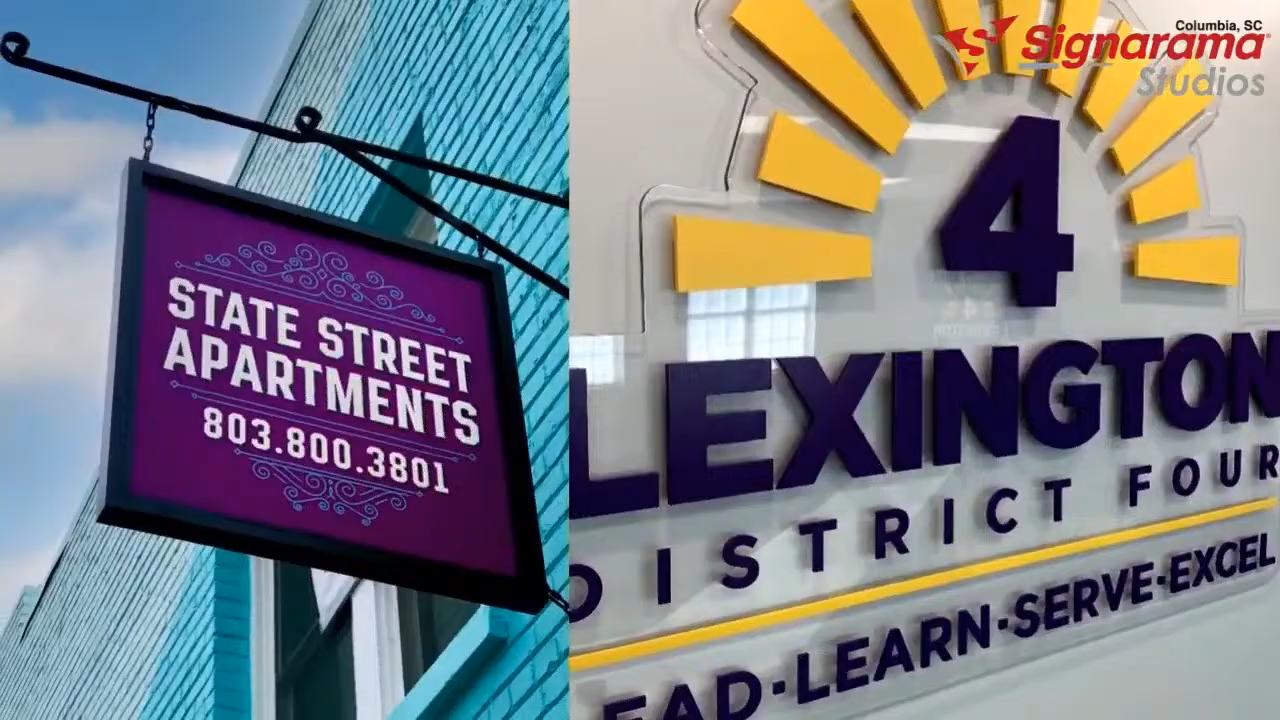 STATE STREET
APARTMENTS
803.800.3801
Columbia, SC
Signarama
Studios
4
LEXINGTON
DISTRICT FOUR
LEARN·SERVE·EXCEL